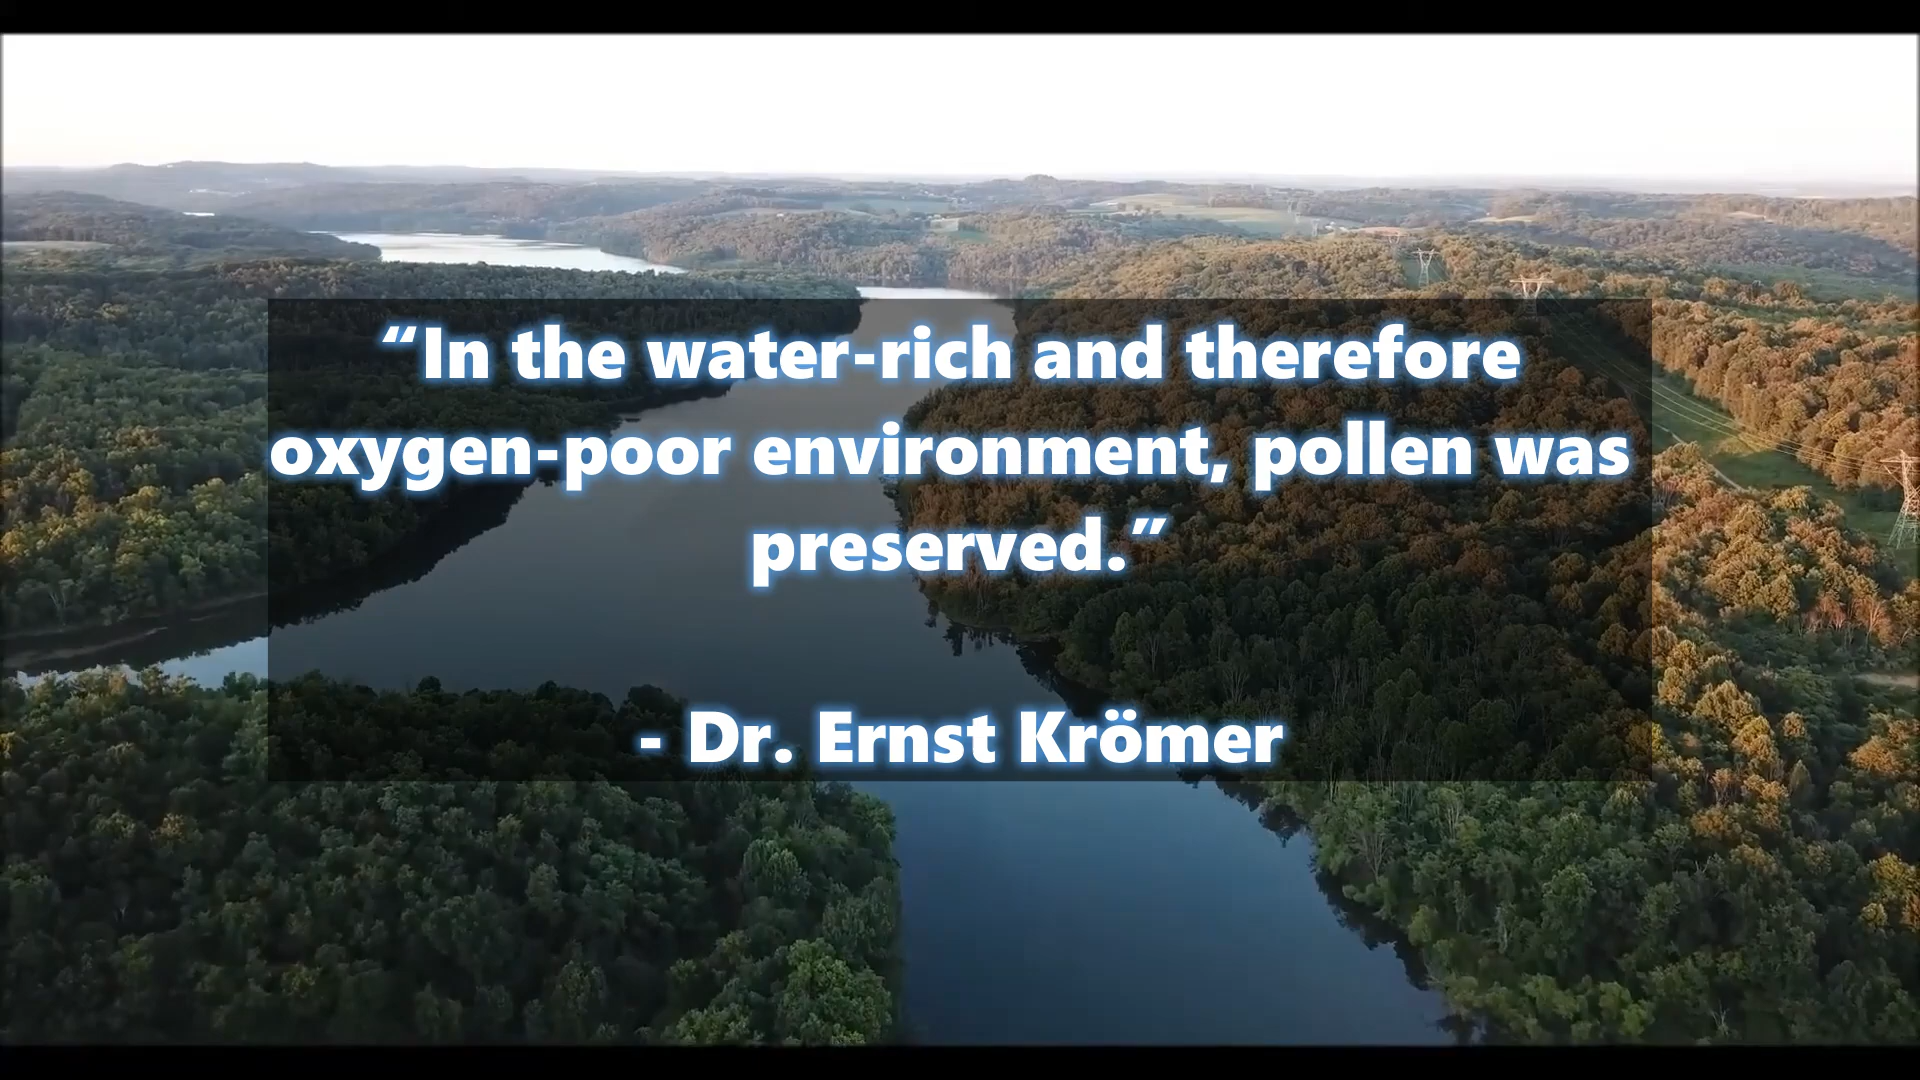 “In the water-rich and therefore
oxygen-poor environment, pollen was
preserved.”
- Dr. Ernst Krömer